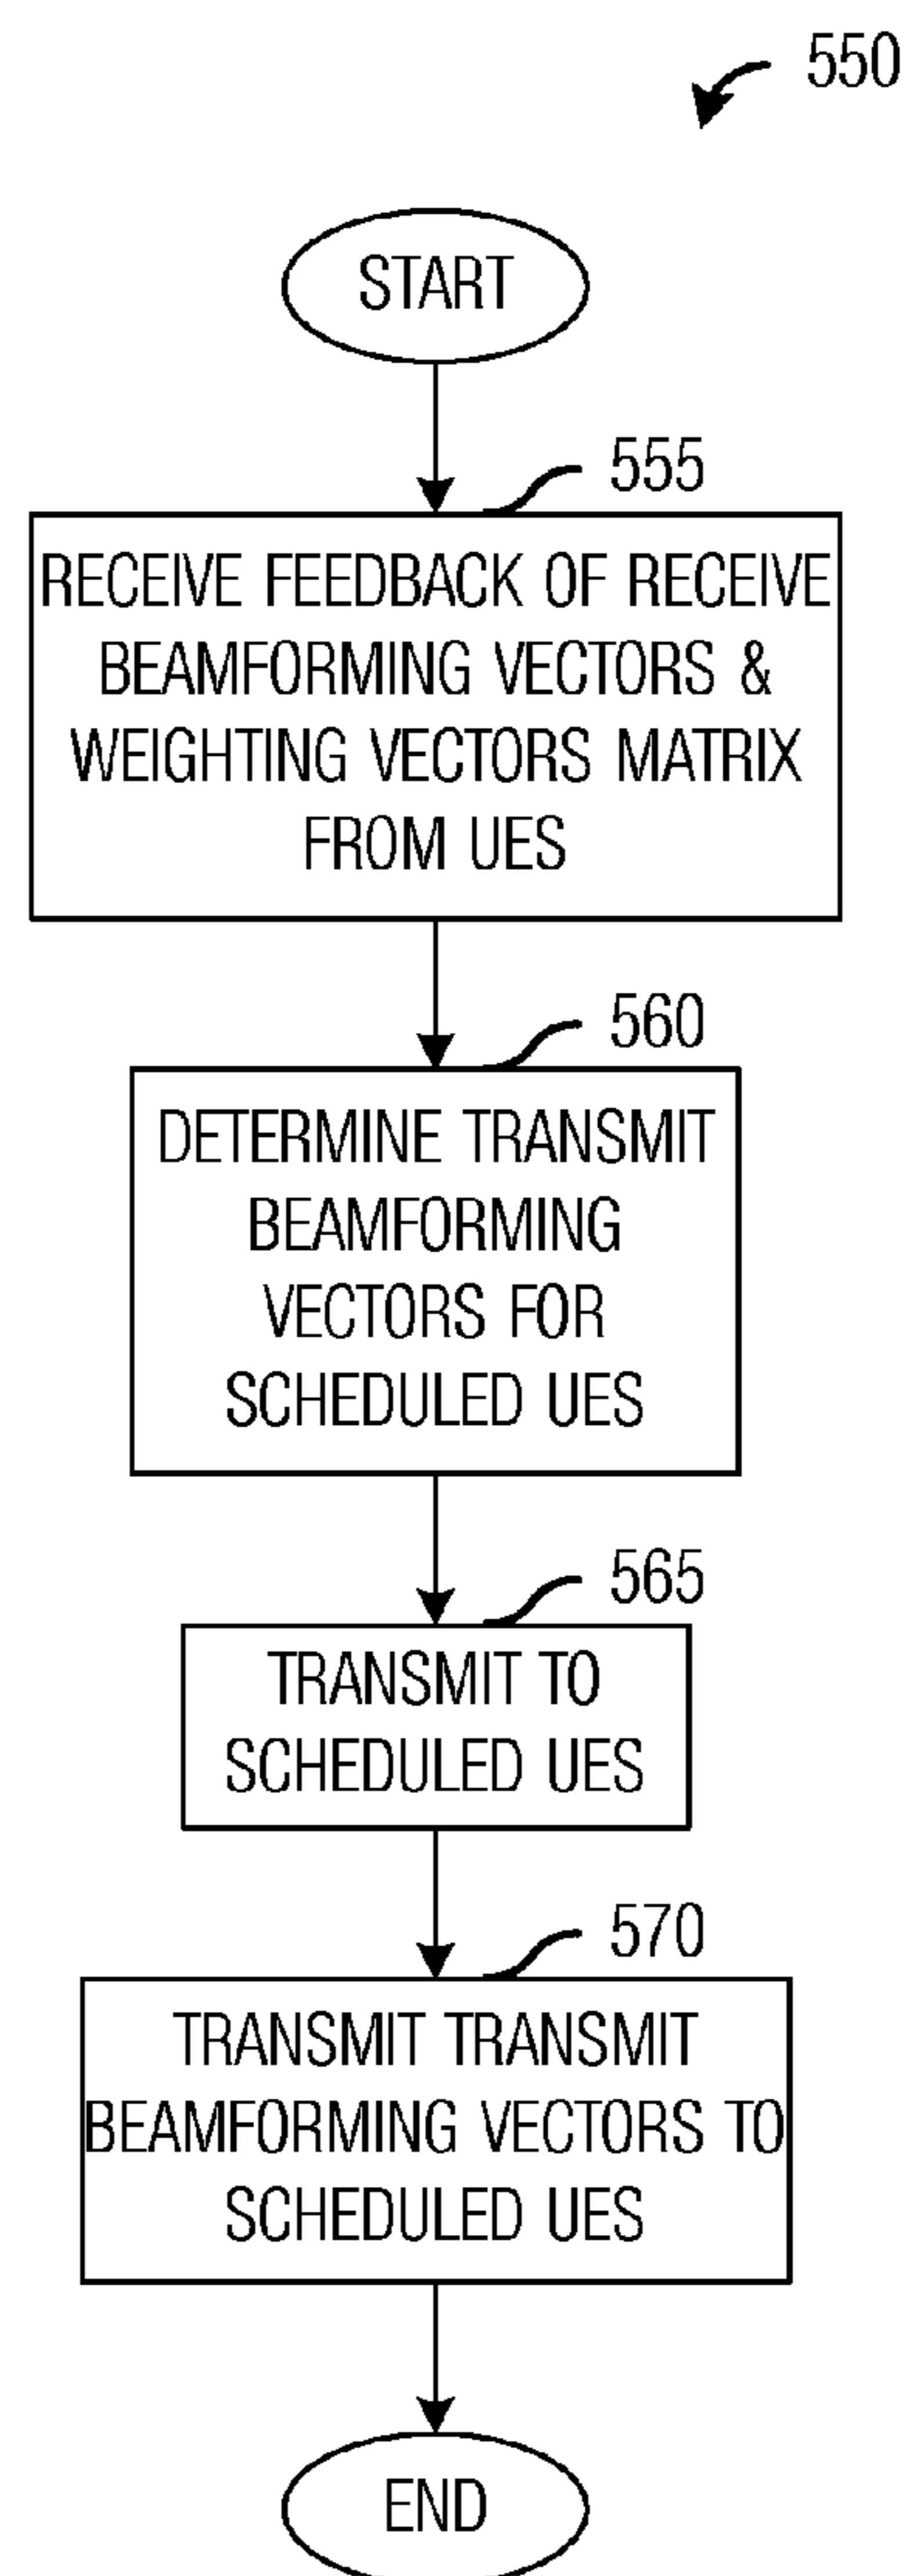 550
START
555
RECEIVE FEEDBACK OF RECEIVE
BEAMFORMING VECTORS &
WEIGHTING VECTORS MATRIX
FROM UES
560
DETERMINE TRANSMIT
BEAMFORMING
VECTORS FOR
SCHEDULED UES
565
TRANSMIT TO
SCHEDULED UES
570
TRANSMIT TRANSMIT
BEAMFORMING VECTORS TO
SCHEDULED UES
END